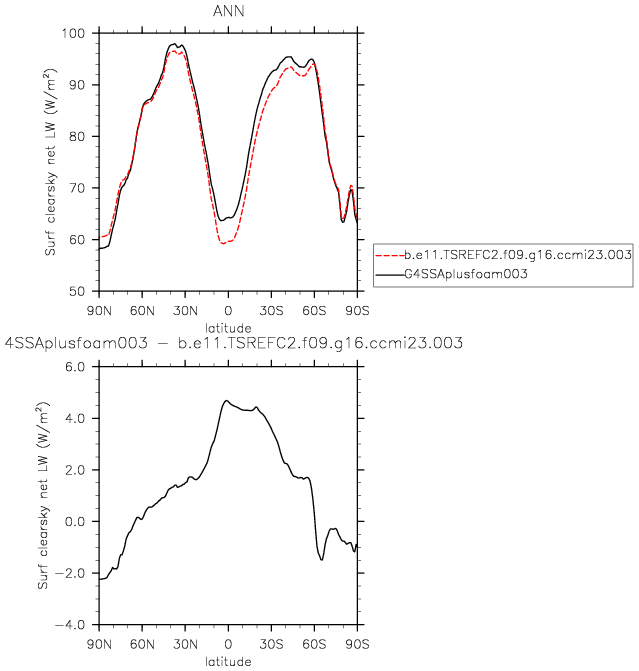 ANN
100
90
80
70
60
50
Surf clearsky net LW (W/m²)
90N 60N 30N 0 30S 60S 90S
latitude
b.e11.TSREFC2.f09.g16.ccmi23.003
G4SSAplusfoam003
4SSAplusfoam003 − b.e11.TSREFC2.f09.g16.ccmi23.003
6.0
4.0
2.0
0.0
−2.0
−4.0
Surf clearsky net LW (W/m²)
90N 60N 30N 0 30S 60S 90S
latitude